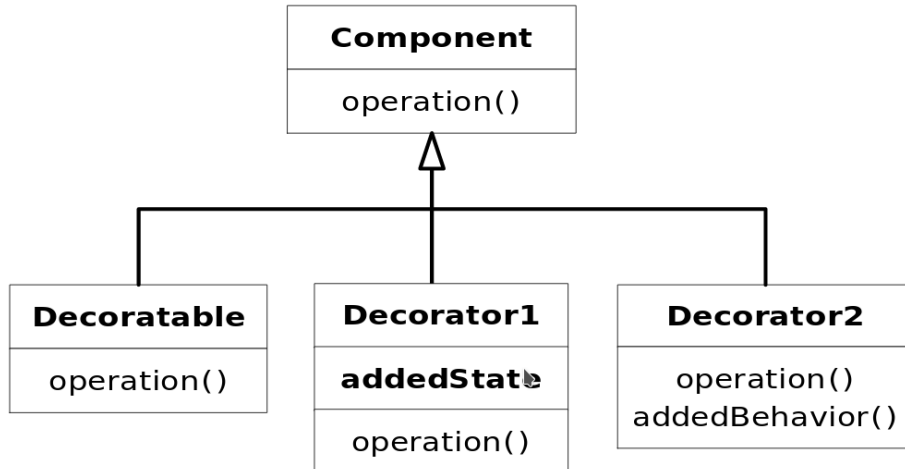 Component
operation()
Decoratable
operation()
Decorator1
addedState
operation()
Decorator2
operation()
addedBehavior()